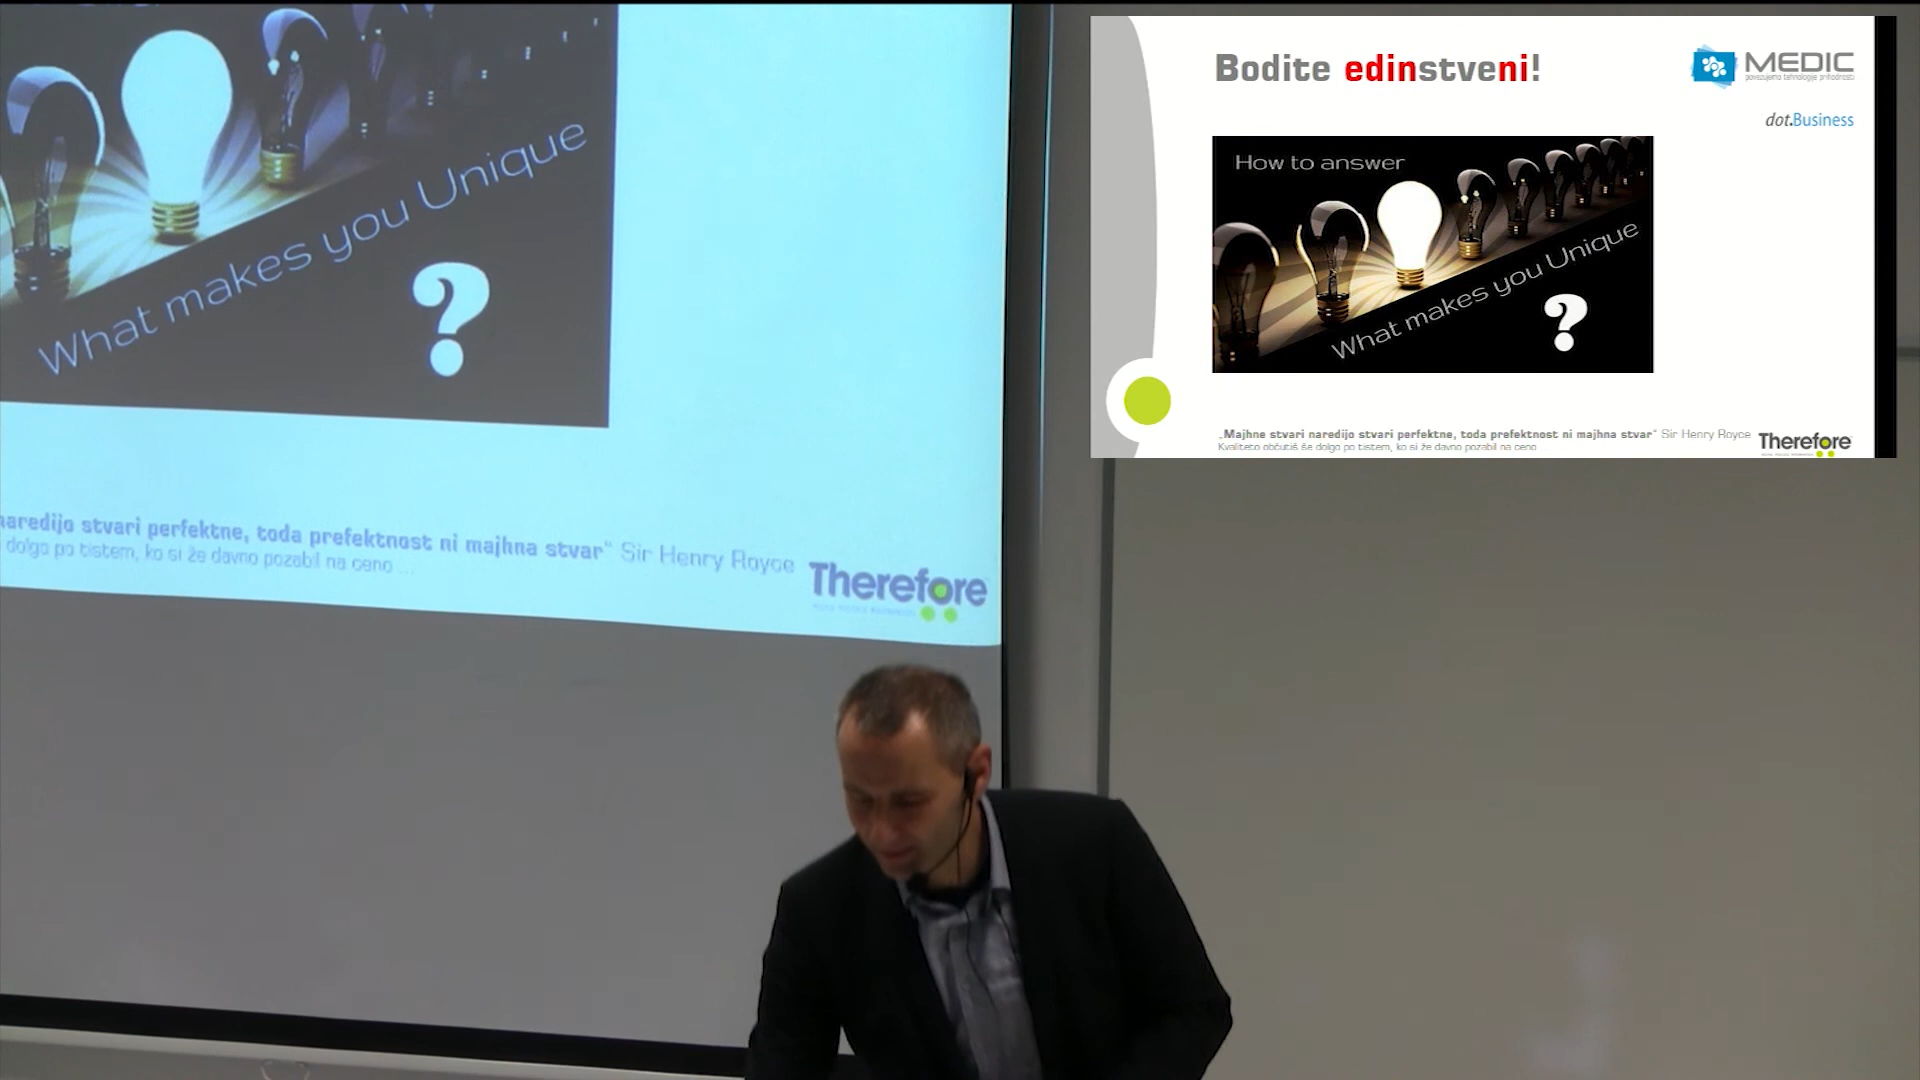 What makes you Unique
?
naredijo stvari perfektne, toda prefektnost ni majhna stvar“ Sir Henry Royce
dolgo po tistem, ko si že davno pozabil na ceno ...
Therefore
Bodite edinstveni!
MEDIC
povezujemo tehnologije prihodnosti
dot.Business
How to answer
What makes you Unique
?
„Majhne stvari naredijo stvari perfektne, toda prefektnost ni majhna stvar“ Sir Henry Royce
Kvaliteto občutiš še dolgo po tistem, ko si že davno pozabil na ceno
Therefore